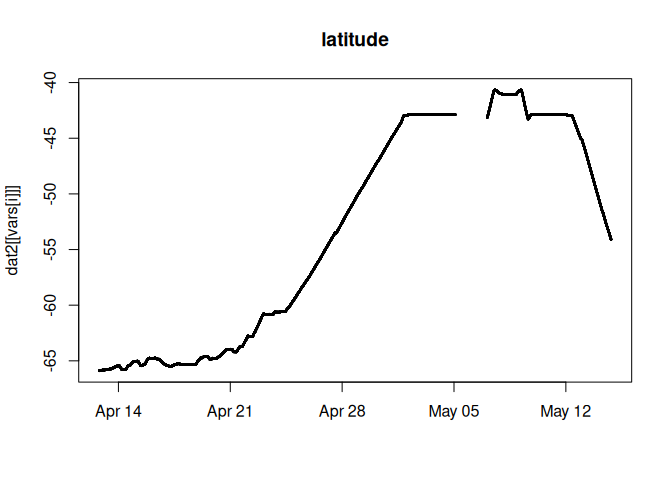 latitude
dat2[[vars[i]]]
-40
-45
-50
-55
-60
-65
Apr 14
Apr 21
Apr 28
May 05
May 12